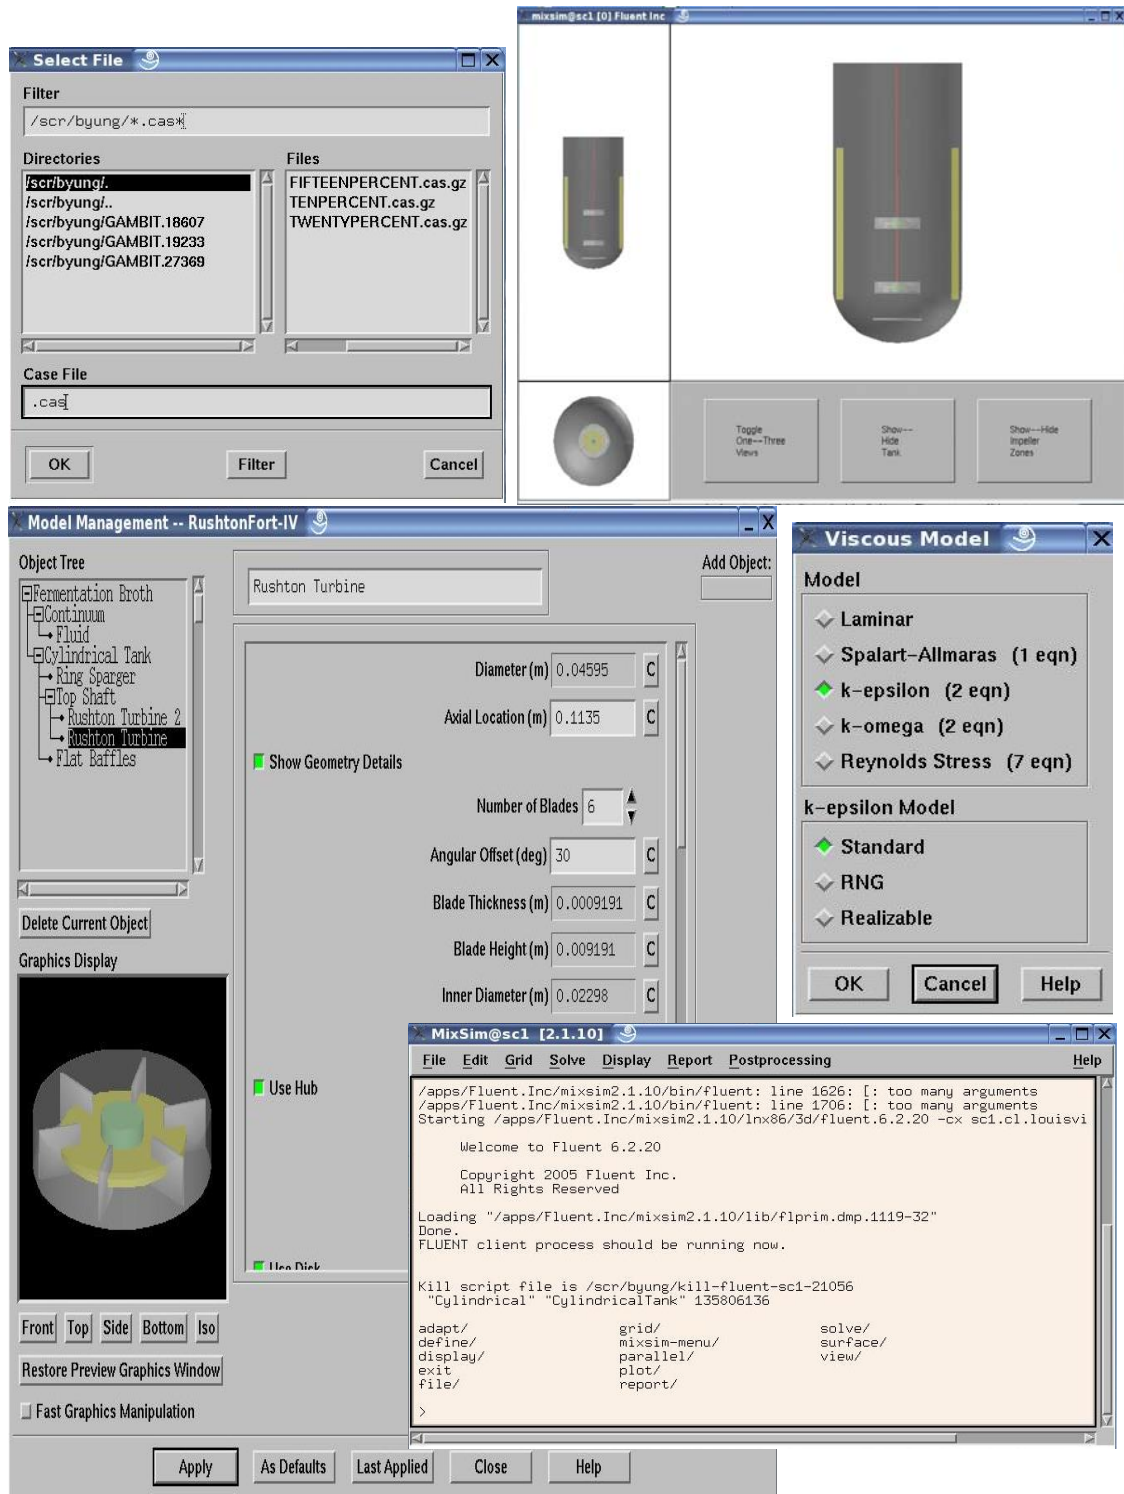 Select File
Filter
/scr/byung/*.cas*
Directories
/scr/byung/.
/scr/byung/..
/scr/byung/GAMBIT.18607
/scr/byung/GAMBIT.19233
/scr/byung/GAMBIT.27369
Files
FIFTEENPERCENT.cas.gz
TENPERCENT.cas.gz
TWENTYPERCENT.cas.gz
Case File
.cas
OK Filter Cancel
mixsim@sc1 [0] Fluent Inc
Toggle
One--Three
Views
Show--
Hide
Tank
Show--Hide
Impeller
Zones
Model Management -- RushtonFort-IV
Object Tree
Fermentation Broth
Continuum
Fluid
Cylindrical Tank
Ring Sparger
Top Shaft
Rushton Turbine 2
Rushton Turbine
Flat Baffles
Delete Current Object
Graphics Display
Front Top Side Bottom Iso
Restore Preview Graphics Window
Fast Graphics Manipulation
Rushton Turbine
Add Object:
Diameter (m) 0.04595 C
Axial Location (m) 0.1135 C
Show Geometry Details
Number of Blades 6
Angular Offset (deg) 30 C
Blade Thickness (m) 0.0009191 C
Blade Height (m) 0.009191 C
Inner Diameter (m) 0.02298 C
Use Hub
Use Disk
Apply As Defaults Last Applied Close Help
Viscous Model
Model
Laminar
Spalart-Allmaras (1 eqn)
k-epsilon (2 eqn)
k-omega (2 eqn)
Reynolds Stress (7 eqn)
k-epsilon Model
Standard
RNG
Realizable
OK Cancel Help
MixSim@sc1 [2.1.10]
File Edit Grid Solve Display Report Postprocessing Help
/apps/Fluent.Inc/mixsim2.1.10/bin/fluent: line 1626: [: too many arguments
/apps/Fluent.Inc/mixsim2.1.10/bin/fluent: line 1706: [: too many arguments
Starting /apps/Fluent.Inc/mixsim2.1.10/lnx86/3d/fluent.6.2.20 -cx sc1.cl.louisvi
Welcome to Fluent 6.2.20
Copyright 2005 Fluent Inc.
All Rights Reserved
Loading "/apps/Fluent.Inc/mixsim2.1.10/lib/flprim.dmp.1119-32"
Done.
FLUENT client process should be running now.
Kill script file is /scr/byung/kill-fluent-sc1-21056
"Cylindrical" "CylindricalTank" 135806136
adapt/ grid/ solve/
define/ mixsim-menu/ surface/
display/ parallel/ view/
exit plot/
file/ report/
>